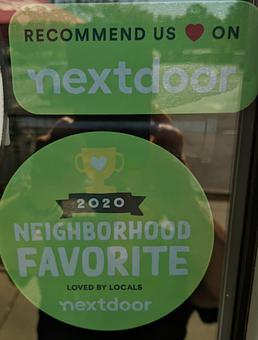 RECOMMEND US ❤ ON
nextdoor
2020
NEIGHBORHOOD
FAVORITE
LOVED BY LOCALS
nextdoor